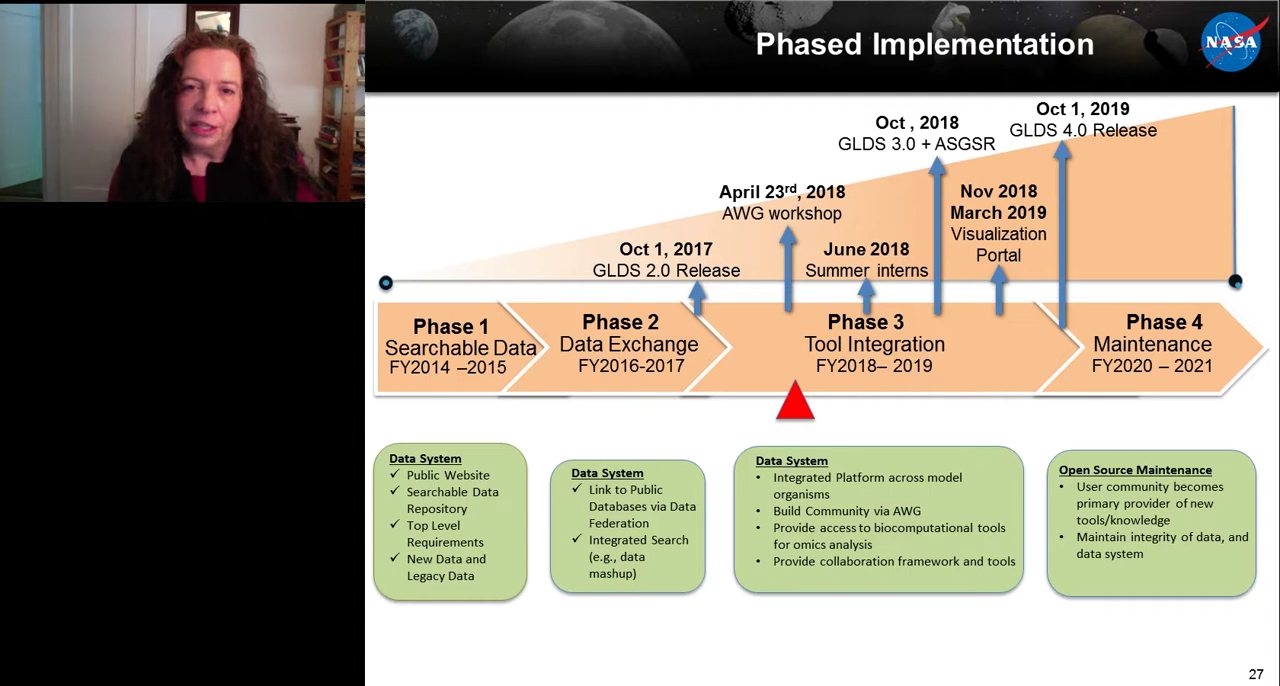 Phased Implementation
NASA
Oct 1, 2019
GLDS 4.0 Release
Oct , 2018
GLDS 3.0 + ASGSR
April 23rd, 2018
AWG workshop
Nov 2018
March 2019
Visualization
Portal
Oct 1, 2017
GLDS 2.0 Release
June 2018
Summer interns
Phase 1
Searchable Data
FY2014 –2015
Phase 2
Data Exchange
FY2016-2017
Phase 3
Tool Integration
FY2018– 2019
Phase 4
Maintenance
FY2020 – 2021
Data System
✓ Public Website
✓ Searchable Data
Repository
✓ Top Level
Requirements
✓ New Data and
Legacy Data
Data System
✓ Link to Public
Databases via Data
Federation
✓ Integrated Search
(e.g., data
mashup)
Data System
• Integrated Platform across model
organisms
• Build Community via AWG
• Provide access to biocomputational tools
for omics analysis
• Provide collaboration framework and tools
Open Source Maintenance
• User community becomes
primary provider of new
tools/knowledge
• Maintain integrity of data, and
data system
27